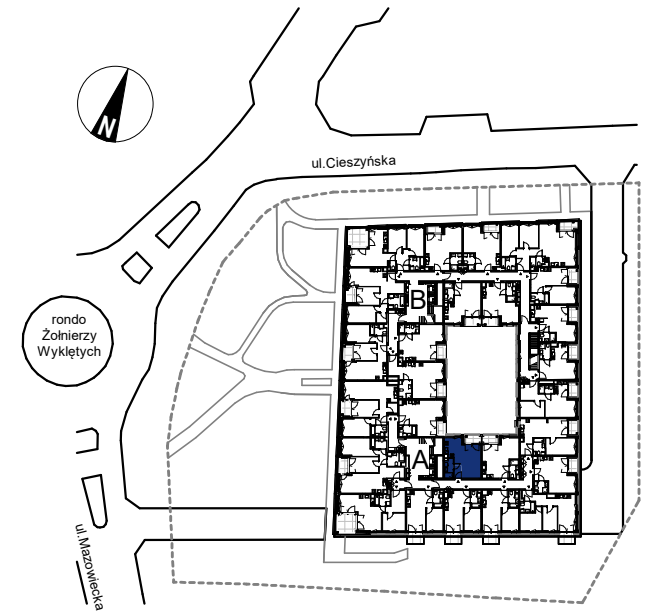 N
ul.Cieszyńska
B
rondo
Żołnierzy
Wyklętych
A
ul.Mazowiecka